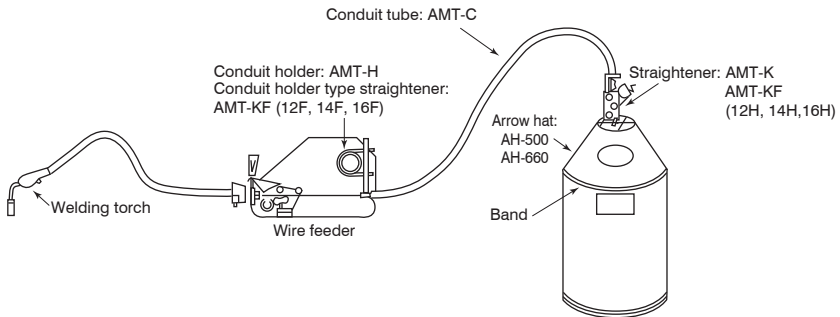 Conduit tube: AMT-C
Conduit holder: AMT-H
Conduit holder type straightener:
AMT-KF (12F, 14F, 16F)
Straightener: AMT-K
AMT-KF
(12H, 14H,16H)
Arrow hat:
AH-500
AH-660
Welding torch
Band
Wire feeder